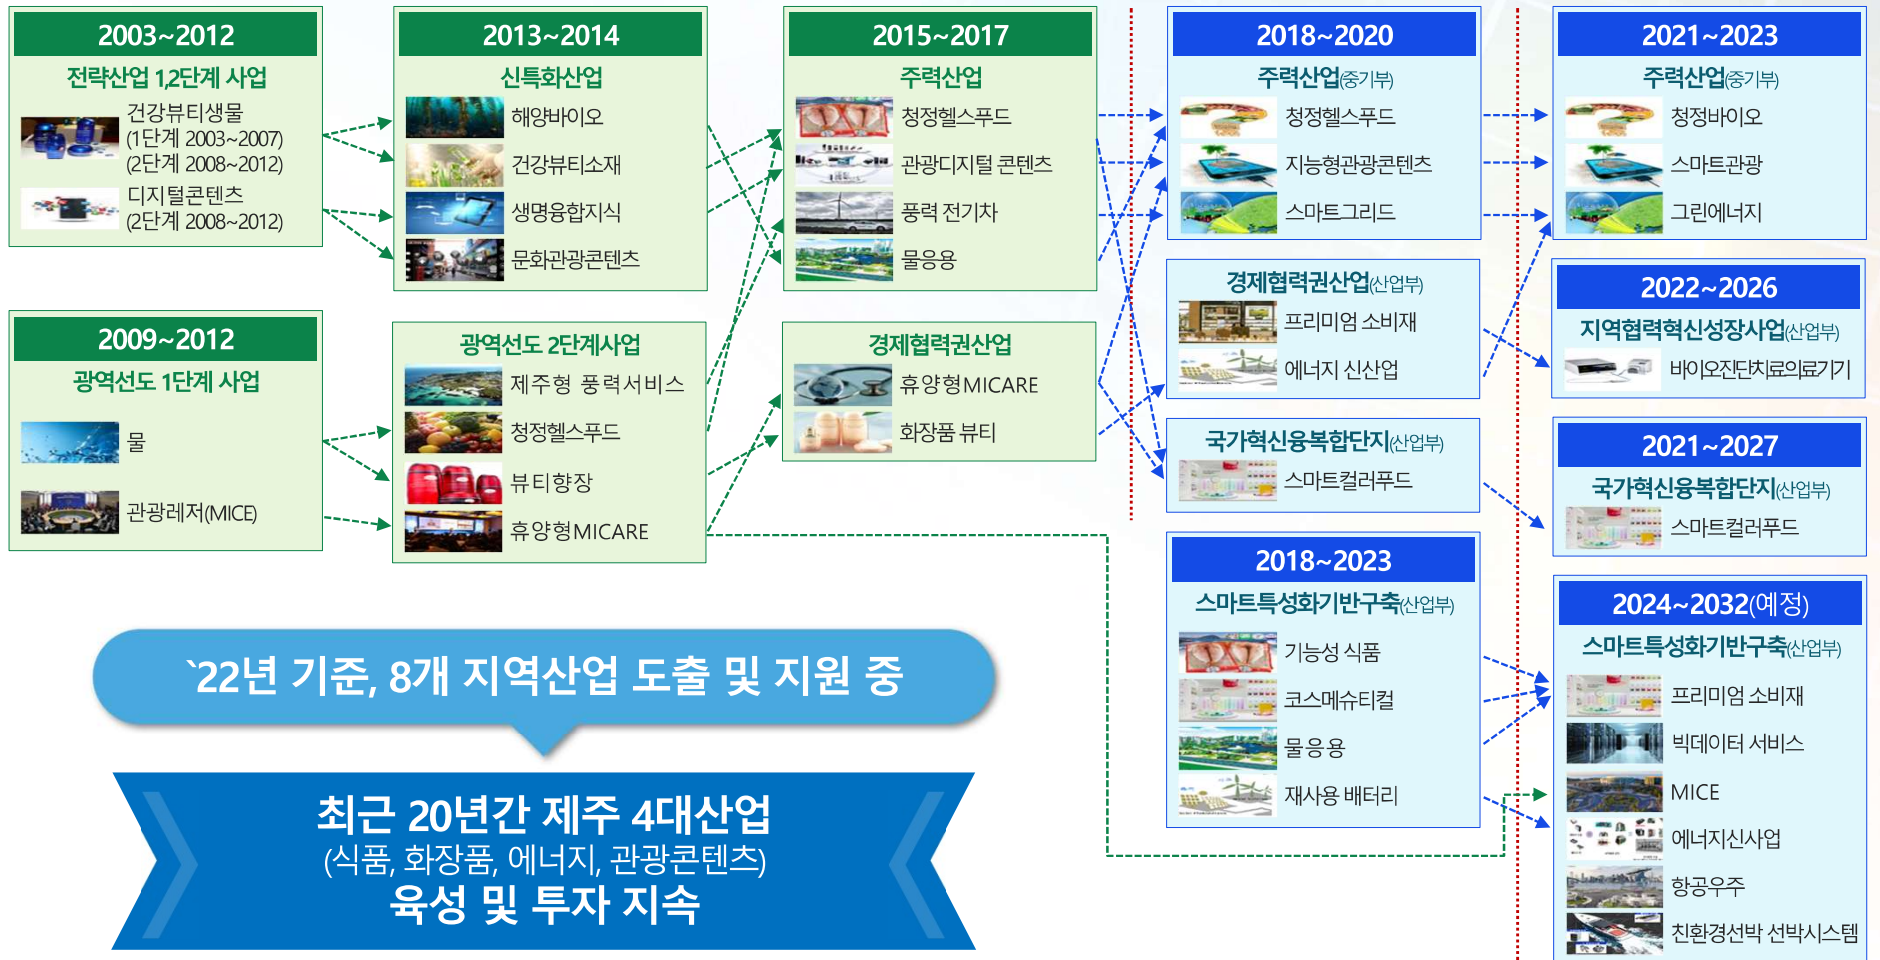 2003~2012
전략산업 1,2단계 사업
건강뷰티생물
(1단계 2003~2007)
(2단계 2008~2012)
디지털콘텐츠
(2단계 2008~2012)
2009~2012
광역선도 1단계 사업
물
관광레저(MICE)
2013~2014
신특화산업
해양바이오
건강뷰티소재
생명융합지식
문화관광콘텐츠
광역선도 2단계사업
제주형 풍력서비스
청정헬스푸드
뷰티향장
휴양형MICARE
2015~2017
주력산업
청정헬스푸드
관광디지털 콘텐츠
풍력 전기차
물응용
경제협력권산업
휴양형MICARE
화장품 뷰티
2018~2020
주력산업(중기부)
청정헬스푸드
지능형관광콘텐츠
스마트그리드
경제협력권산업(산업부)
프리미엄 소비재
에너지 신산업
국가혁신융복합단지(산업부)
스마트컬러푸드
2018~2023
스마트특성화기반구축(산업부)
기능성 식품
코스메슈티컬
물응용
재사용 배터리
2021~2023
주력산업(중기부)
청정바이오
스마트관광
그린에너지
2022~2026
지역협력혁신성장사업(산업부)
바이오진단치료의료기기
2021~2027
국가혁신융복합단지(산업부)
스마트컬러푸드
2024~2032(예정)
스마트특성화기반구축(산업부)
프리미엄 소비재
빅데이터 서비스
MICE
에너지신사업
항공우주
친환경선박 선박시스템
`22년 기준, 8개 지역산업 도출 및 지원 중
최근 20년간 제주 4대산업
(식품, 화장품, 에너지, 관광콘텐츠)
육성 및 투자 지속